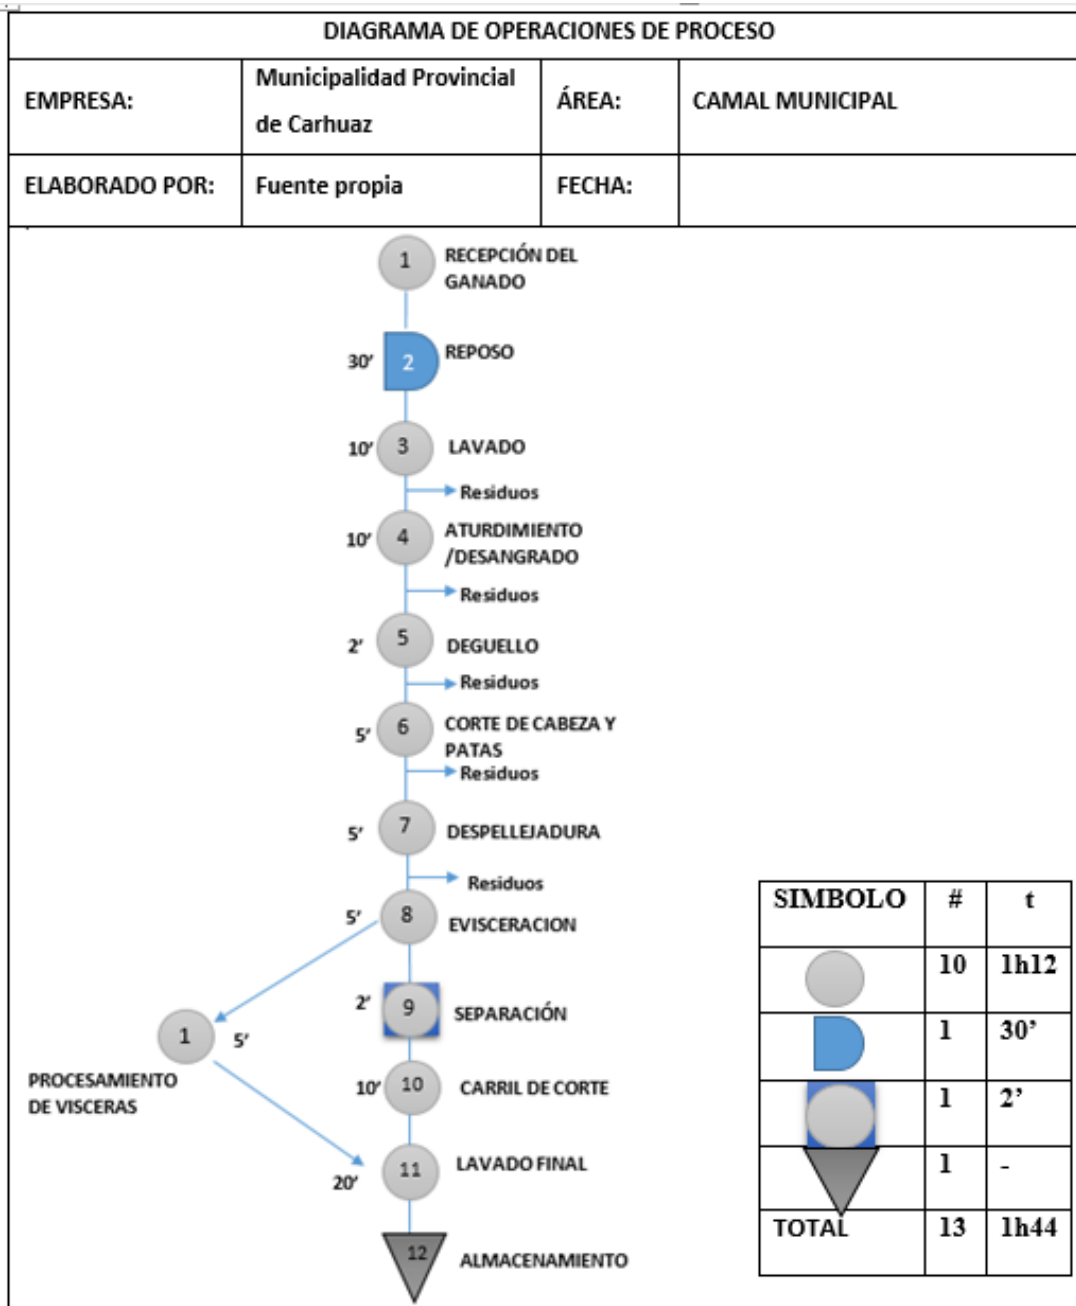 DIAGRAMA DE OPERACIONES DE PROCESO
EMPRESA:
Municipalidad Provincial
de Carhuaz
ÁREA:
CAMAL MUNICIPAL
ELABORADO POR:
Fuente propia
FECHA:
1
RECEPCIÓN DEL
GANADO
30'
2
REPOSO
10'
3
LAVADO
Residuos
10'
4
ATURDIMIENTO
/DESANGRADO
Residuos
2'
5
DEGUELLO
Residuos
5'
6
CORTE DE CABEZA Y
PATAS
Residuos
5'
7
DESPELLEJADURA
Residuos
5'
8
EVISCERACION
2'
9
SEPARACIÓN
1
5'
PROCESAMIENTO
DE VISCERAS
10'
10
CARRIL DE CORTE
20'
11
LAVADO FINAL
12
ALMACENAMIENTO
SIMBOLO # t
10 1h12
1 30'
1 2'
1 -
TOTAL 13 1h44